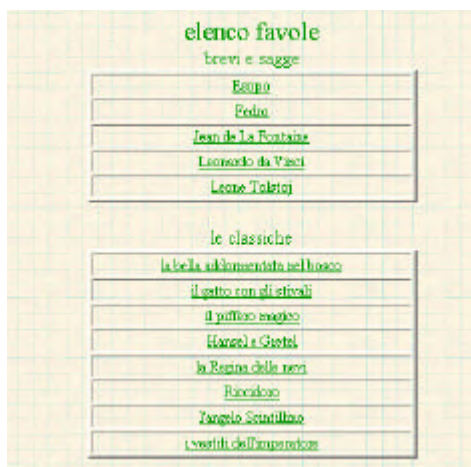 elenco favole
brevi e sagge
Esopo
Fedro
Jean de La Fontaine
Leonardo da Vinci
Leone Tolstoj
le classiche
la bella addormentata nel bosco
il gatto con gli stivali
il piffero magico
Hansel e Gretel
la Regina delle nevi
Riccidoro
l'angelo Scintillino
i vestiti dell'imperatore